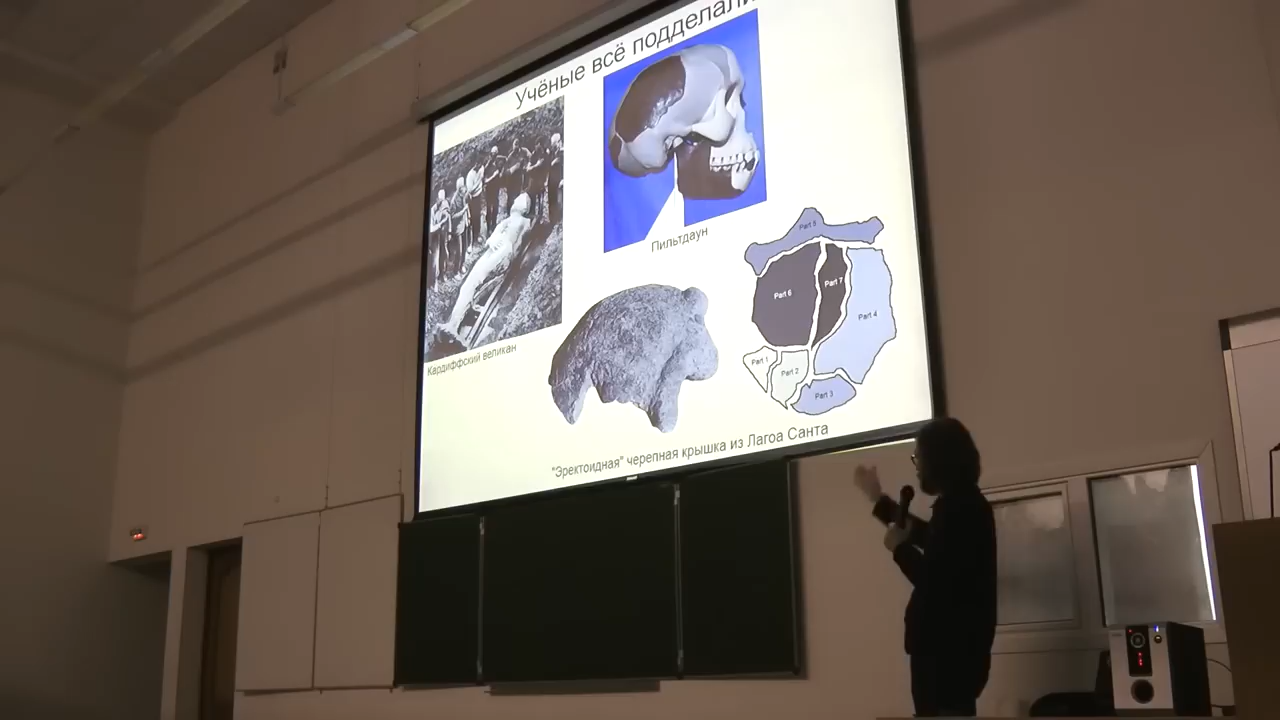 Учёные всё подделали
Пильтдаун
Кардиффский великан
Part 5
Part 6
Part 7
Part 4
Part 1
Part 2
Part 3
"Эректоидная" черепная крышка из Лагоа Санта